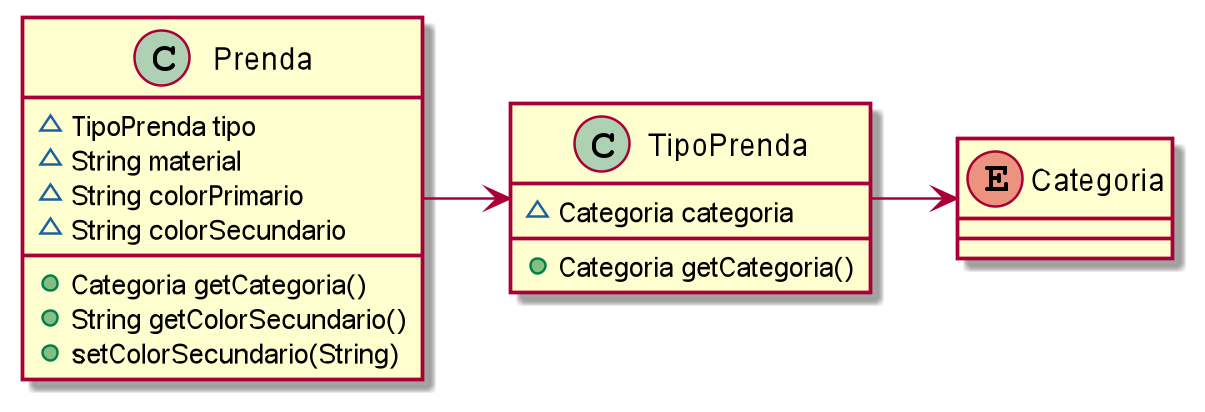 C Prenda
TipoPrenda tipo
String material
String colorPrimario
String colorSecundario
Categoria getCategoria()
String getColorSecundario()
setColorSecundario(String)
C TipoPrenda
Categoria categoria
Categoria getCategoria()
E Categoria